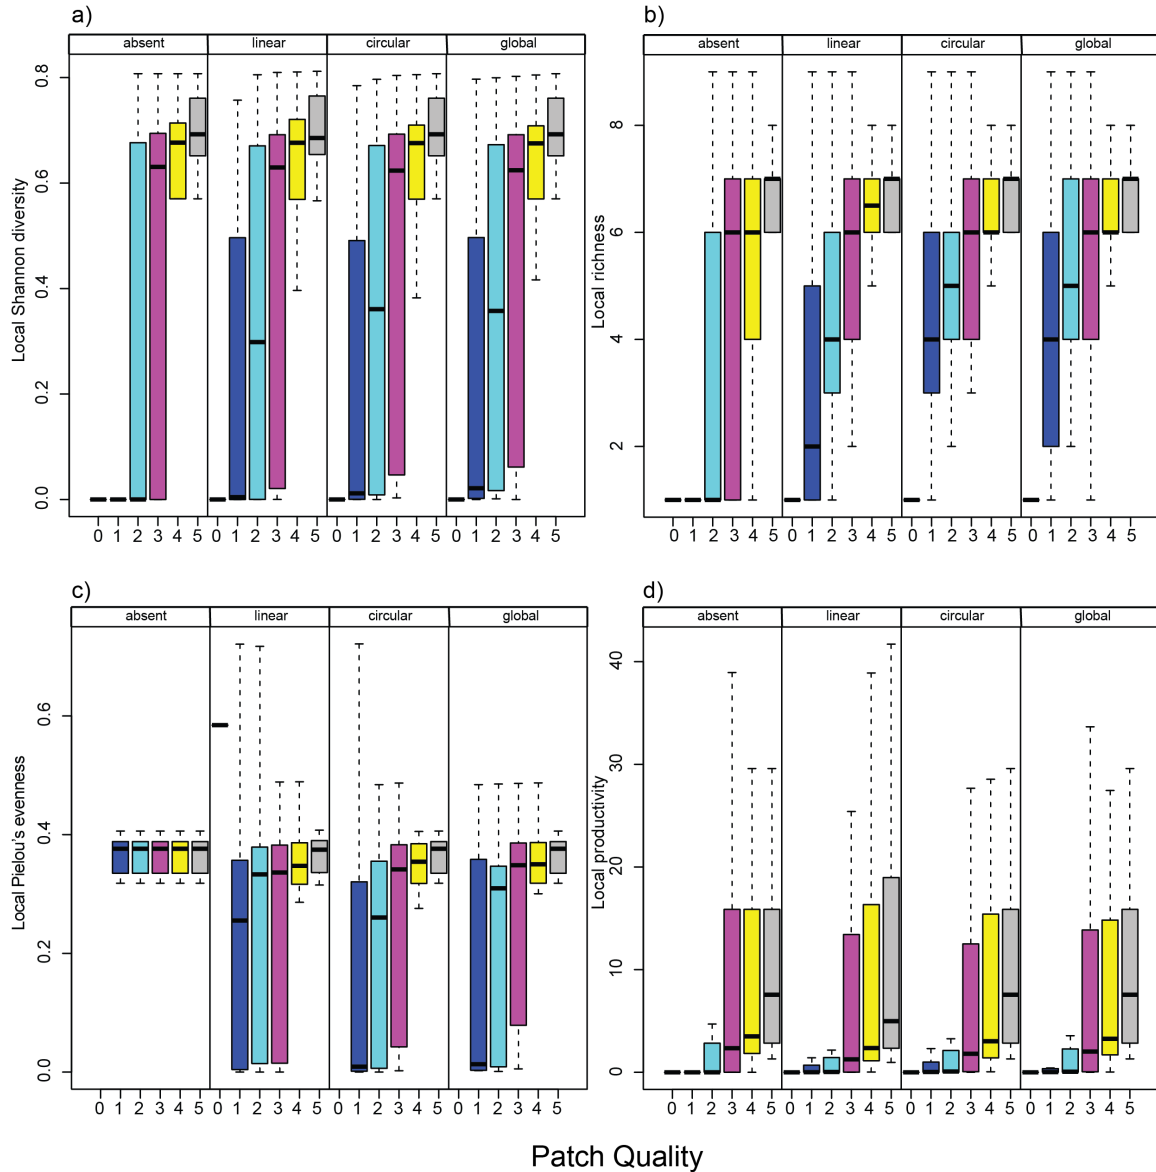 a)
absent linear circular global
Local Shannon diversity
0.8
0.6
0.4
0.2
0.0
0 1 2 3 4 5 0 1 2 3 4 5 0 1 2 3 4 5 0 1 2 3 4 5
b)
absent linear circular global
Local richness
8
6
4
2
0 1 2 3 4 5 0 1 2 3 4 5 0 1 2 3 4 5 0 1 2 3 4 5
c)
absent linear circular global
Local Pielou's evenness
0.6
0.4
0.2
0.0
0 1 2 3 4 5 0 1 2 3 4 5 0 1 2 3 4 5 0 1 2 3 4 5
d)
absent linear circular global
Local productivity
40
30
20
10
0
0 1 2 3 4 5 0 1 2 3 4 5 0 1 2 3 4 5 0 1 2 3 4 5
Patch Quality